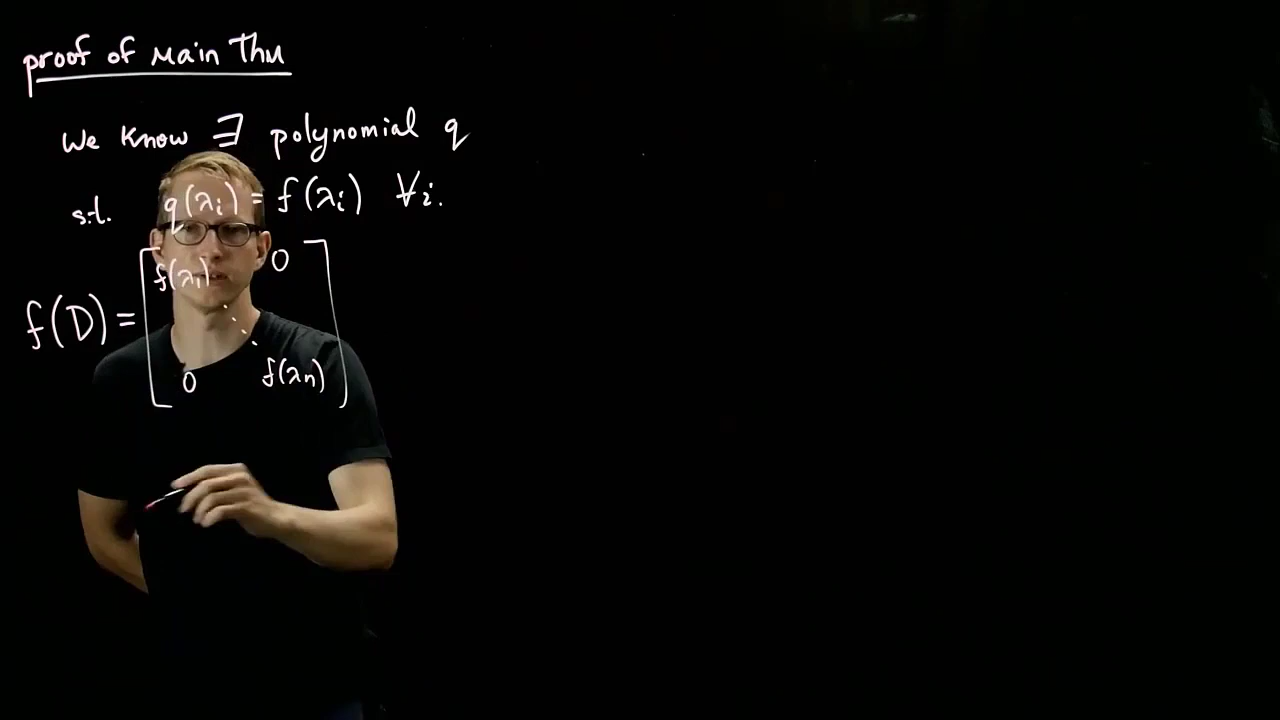 proof of Main Thm
We know ∃ polynomial q
s.t. q(λi) = f(λi) ∀i.
f(D) = [ f(λ1) 0
⋱
0 f(λn) ]